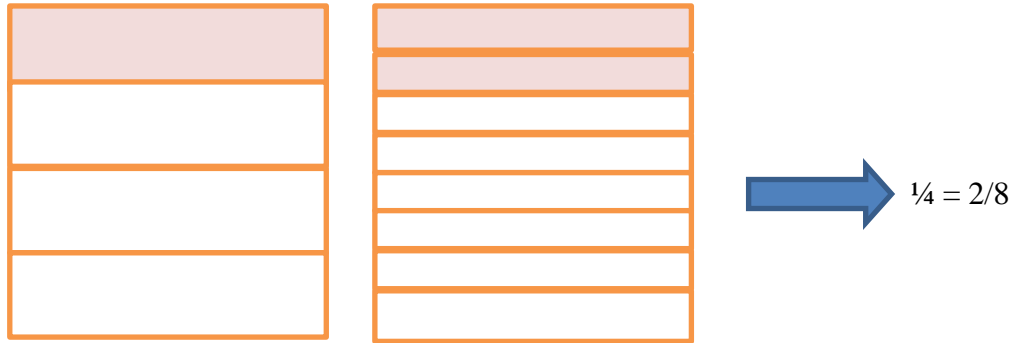 ¼ = 2/8